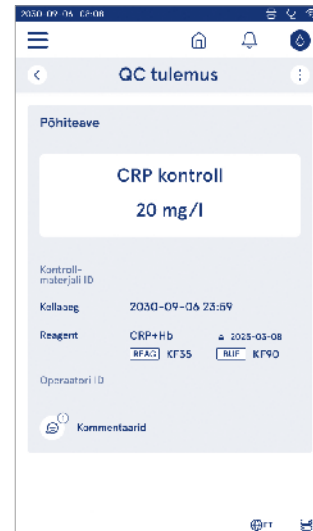 2030-09-06 03:08
QC tulemus
Põhiteave
CRP kontroll
20 mg/l
Kontroll-
materjali ID
Kellaaeg 2030-09-06 23:59
Reagent CRP+Hb 2025-03-08
REAG KF35 BUF KF90
Operaatori ID
Kommentaarid
ET